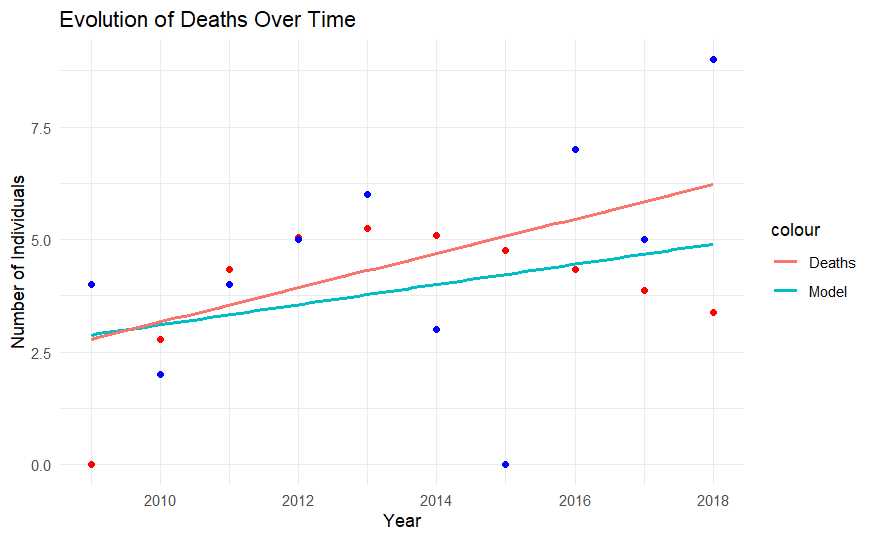 Evolution of Deaths Over Time
Number of Individuals
7.5
5.0
2.5
0.0
2010
2012
2014
2016
2018
Year
colour
Deaths
Model